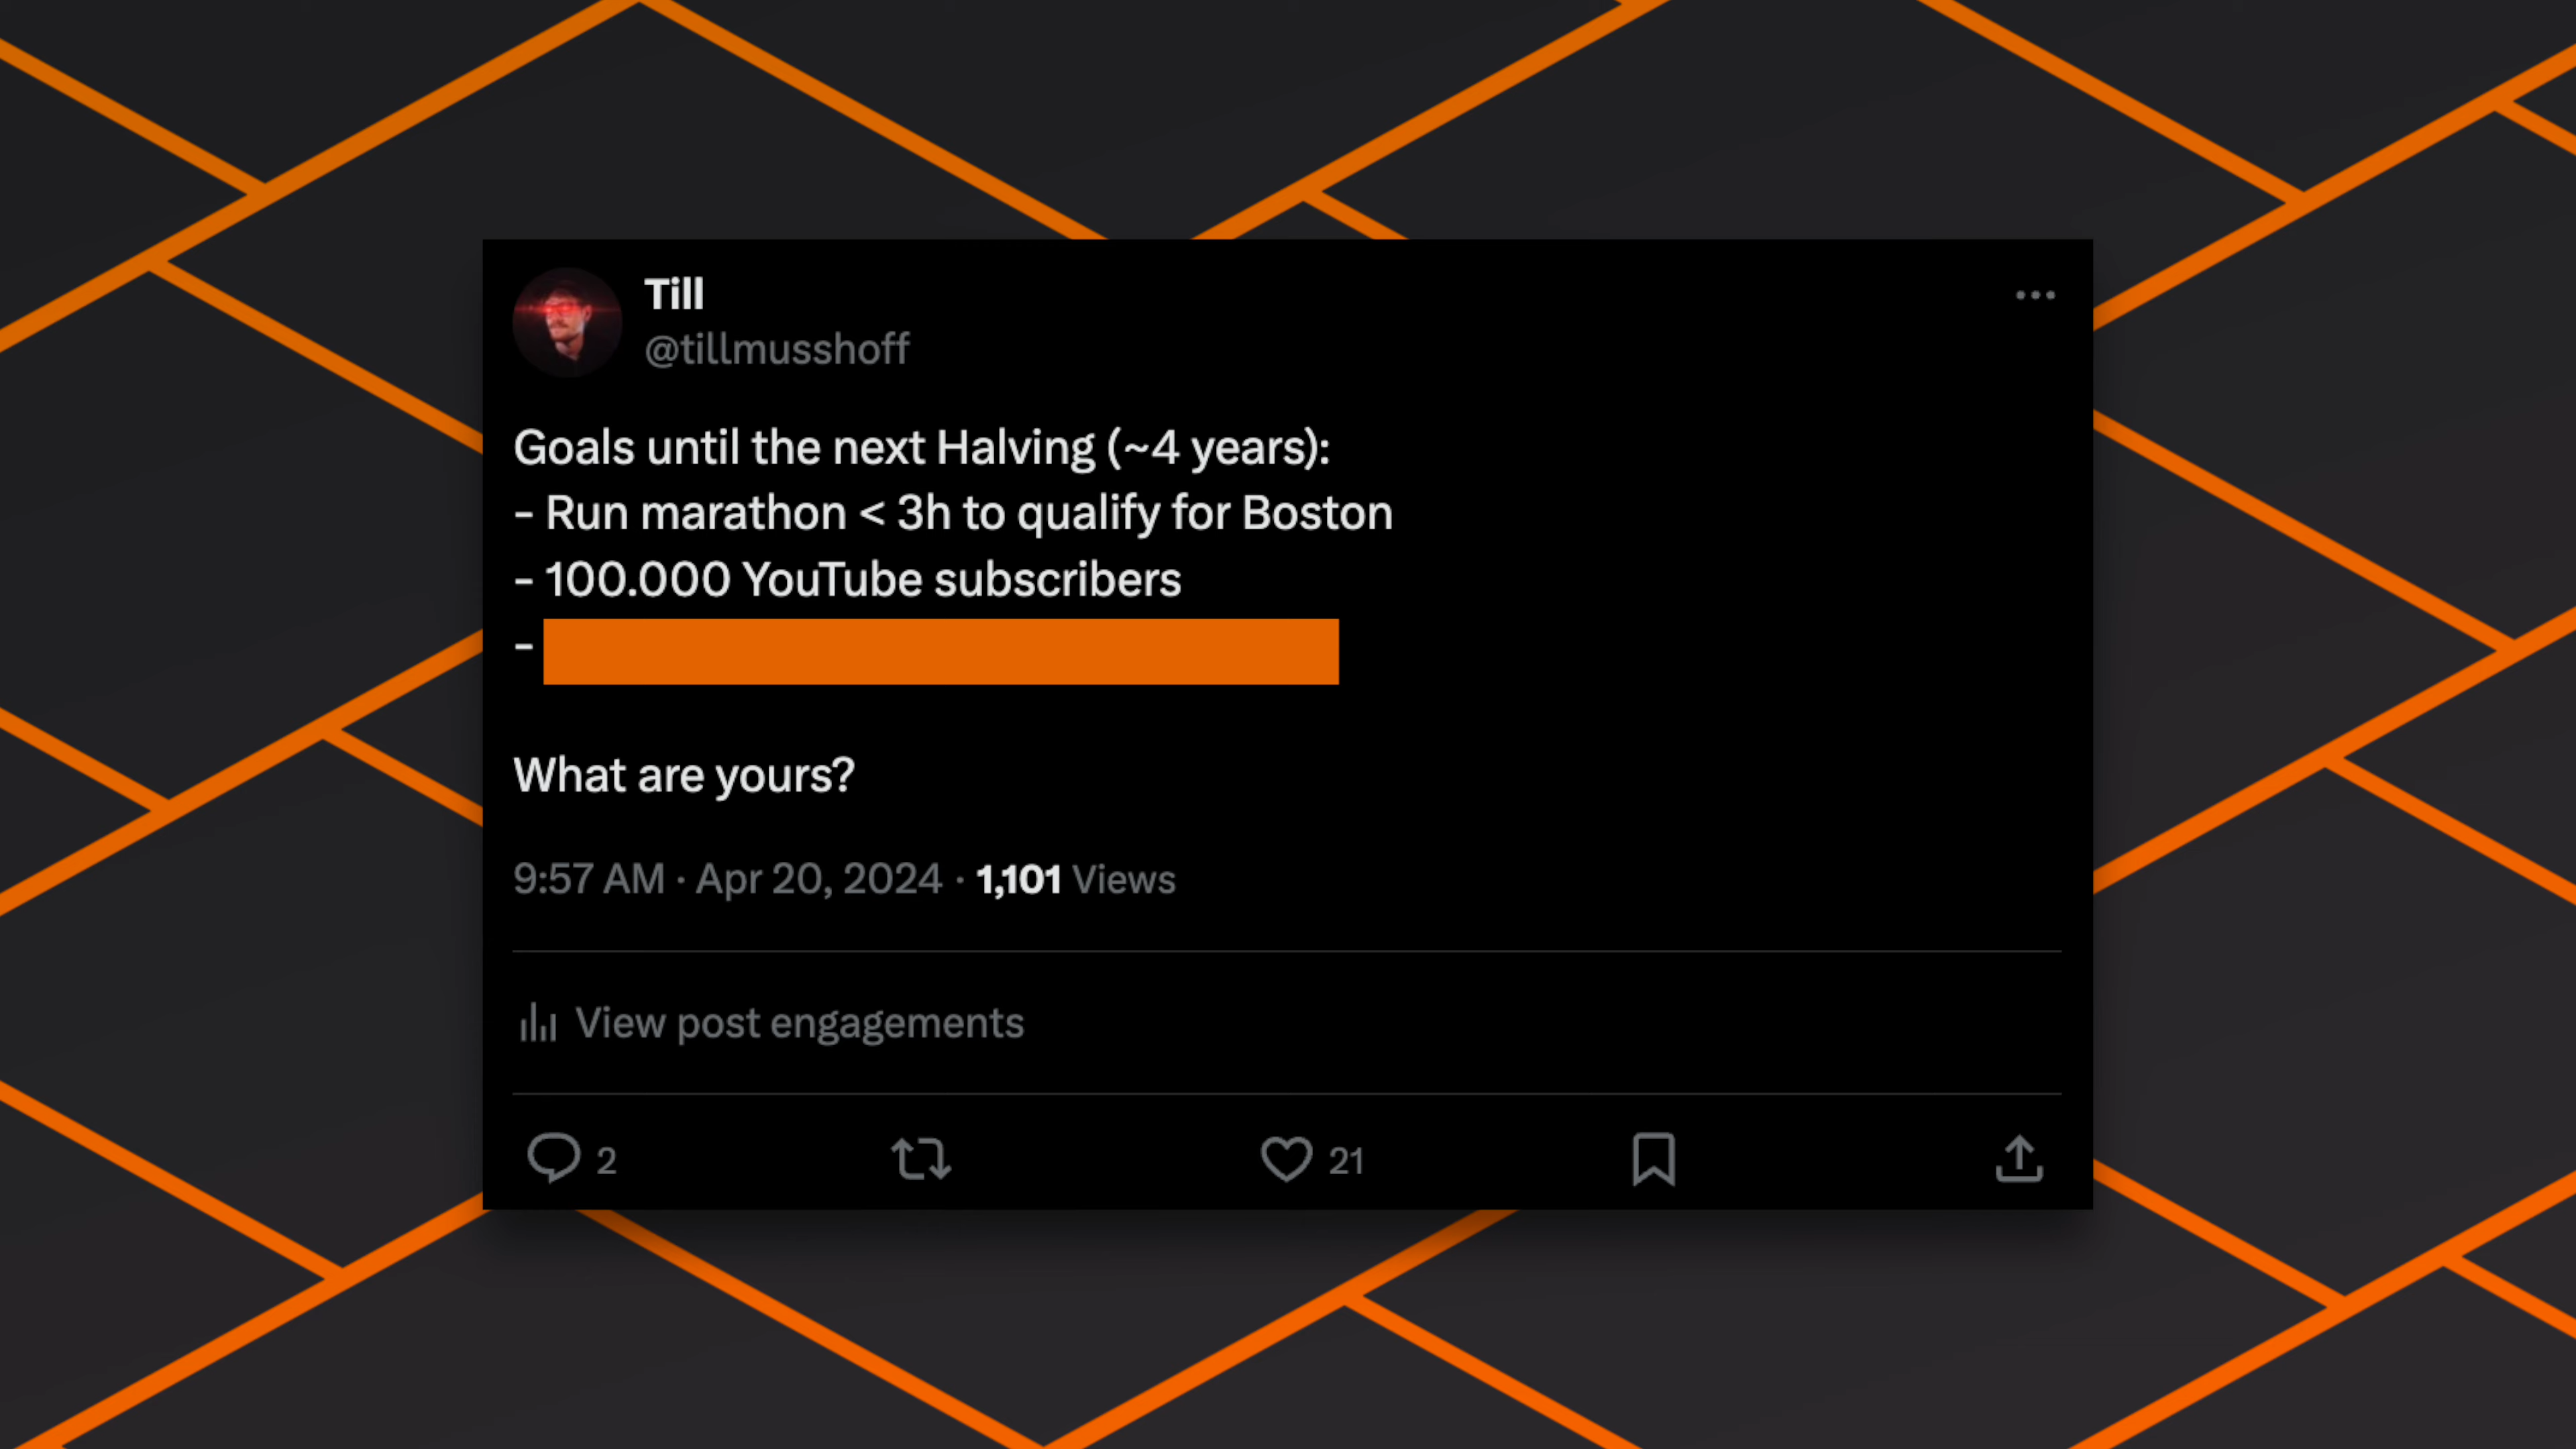 Till
@tillmusshoff
Goals until the next Halving (~4 years):
- Run marathon < 3h to qualify for Boston
- 100.000 YouTube subscribers
-
What are yours?
9:57 AM · Apr 20, 2024 · 1,101 Views
View post engagements
2 21